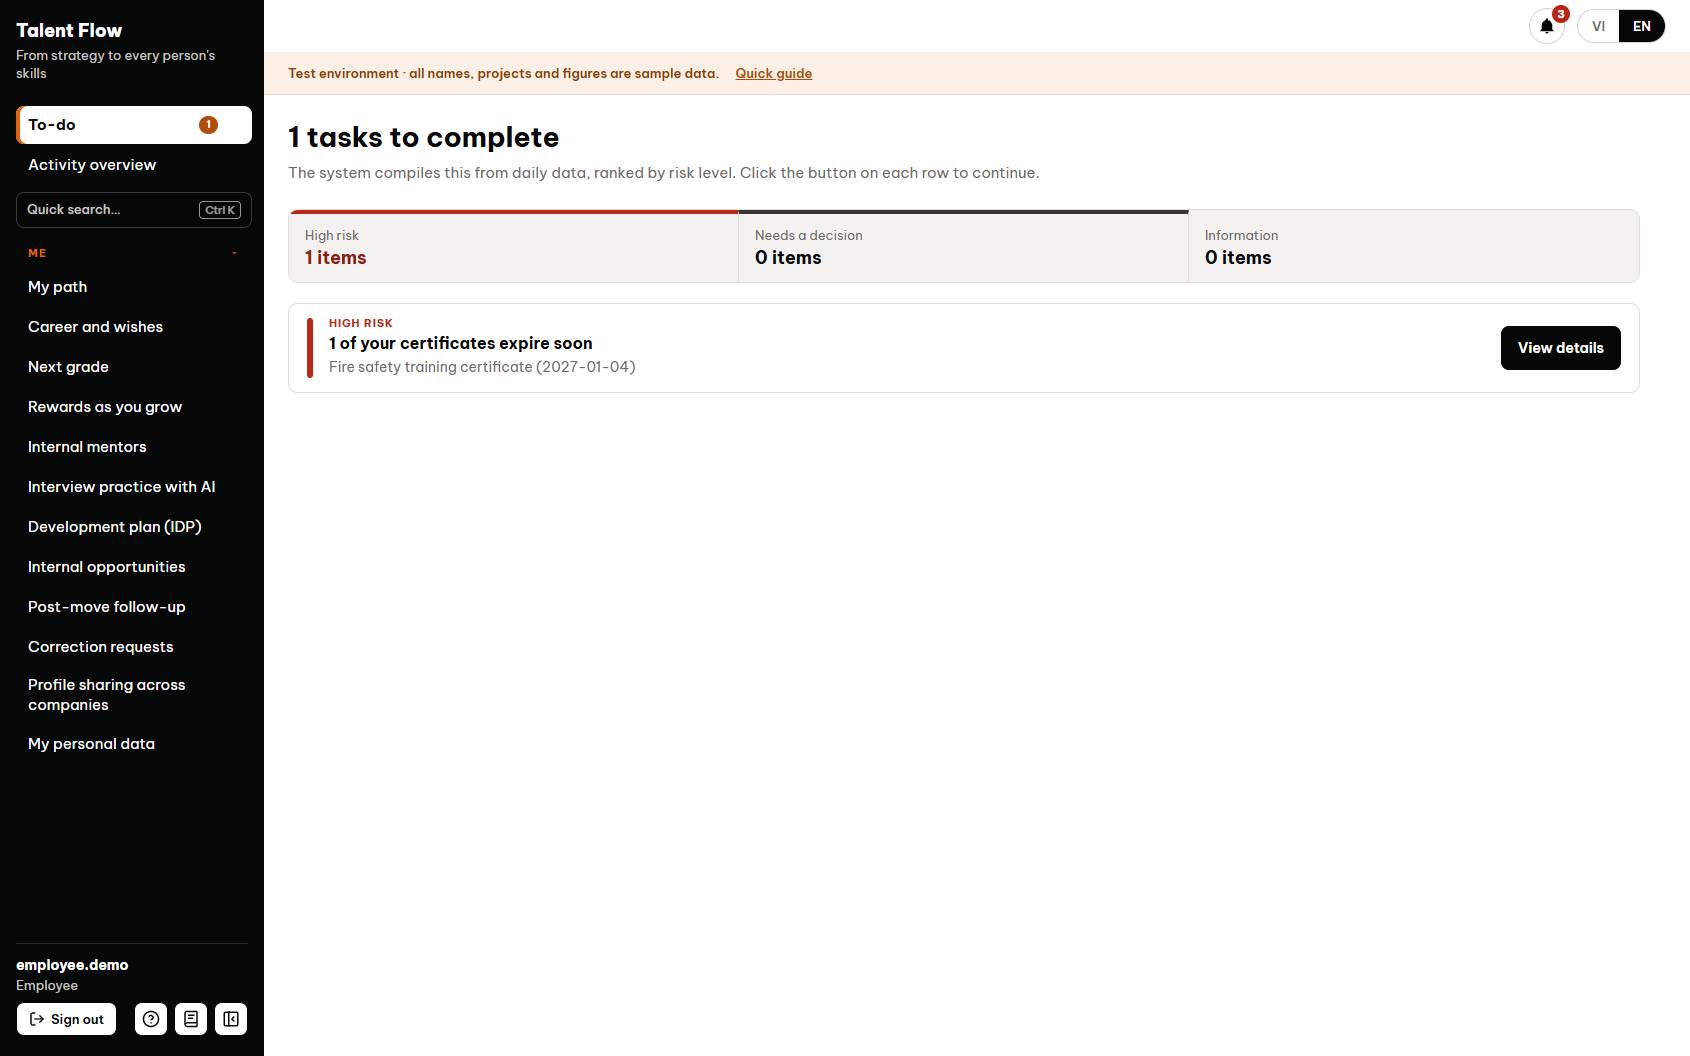 Talent Flow
From strategy to every person's
skills
To-do 1
Activity overview
Quick search... Ctrl K
ME
My path
Career and wishes
Next grade
Rewards as you grow
Internal mentors
Interview practice with AI
Development plan (IDP)
Internal opportunities
Post-move follow-up
Correction requests
Profile sharing across
companies
My personal data
employee.demo
Employee
Sign out
3
VI EN
Test environment · all names, projects and figures are sample data. Quick guide
1 tasks to complete
The system compiles this from daily data, ranked by risk level. Click the button on each row to continue.
High risk
1 items
Needs a decision
0 items
Information
0 items
HIGH RISK
1 of your certificates expire soon
Fire safety training certificate (2027-01-04)
View details